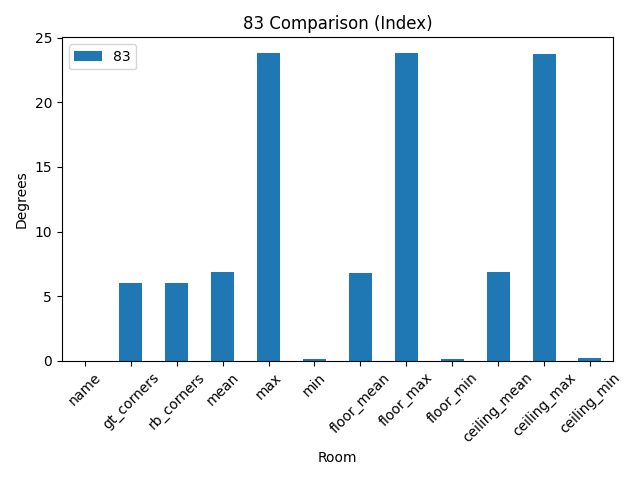 83 Comparison (Index)
83
Degrees
25
20
15
10
5
0
name
gt_corners
rb_corners
mean
max
min
floor_mean
floor_max
floor_min
ceiling_mean
ceiling_max
ceiling_min
Room